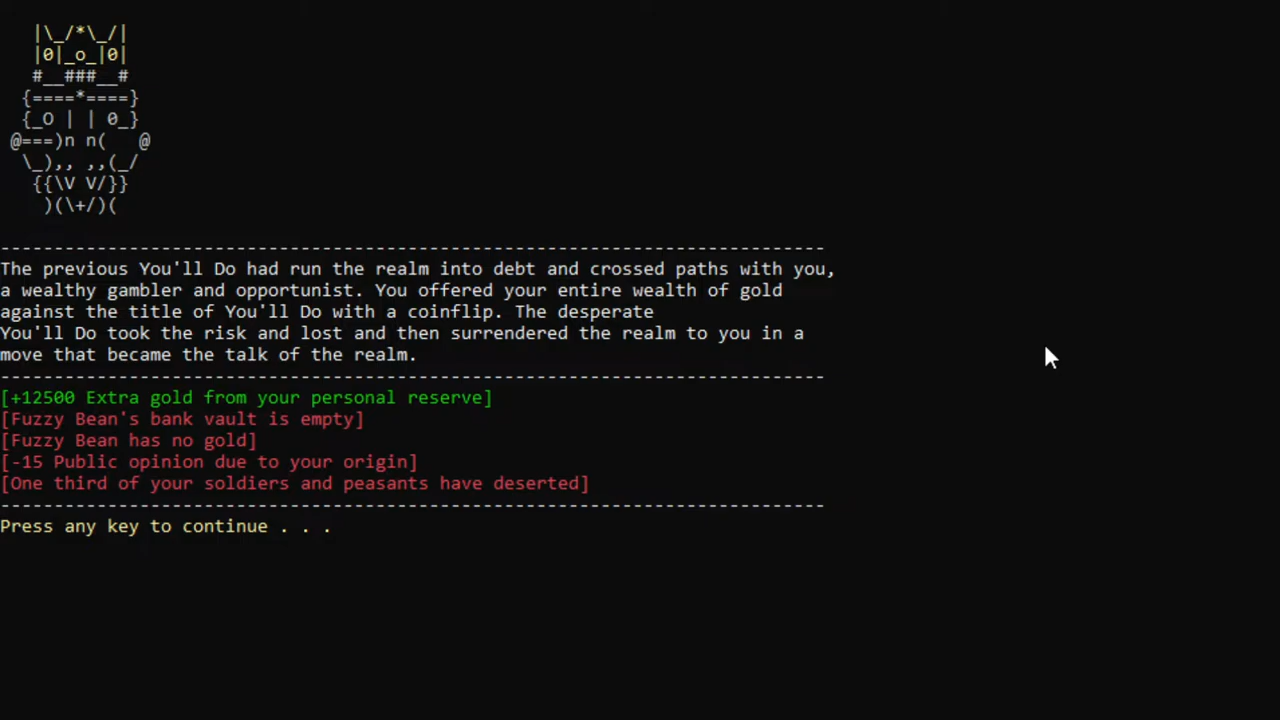 |\_/*\_/|
|0|_o_|0|
#__###__#
{====*====}
{_O | | 0_}
@===)n n(   @
\_),, ,,(_/
{{\V V/}}
)(\+/)(
-----------------------------------------------------------------------------
The previous You'll Do had run the realm into debt and crossed paths with you,
a wealthy gambler and opportunist. You offered your entire wealth of gold
against the title of You'll Do with a coinflip. The desperate
You'll Do took the risk and lost and then surrendered the realm to you in a
move that became the talk of the realm.
-----------------------------------------------------------------------------
[+12500 Extra gold from your personal reserve]
[Fuzzy Bean's bank vault is empty]
[Fuzzy Bean has no gold]
[-15 Public opinion due to your origin]
[One third of your soldiers and peasants have deserted]
-----------------------------------------------------------------------------
Press any key to continue . . .